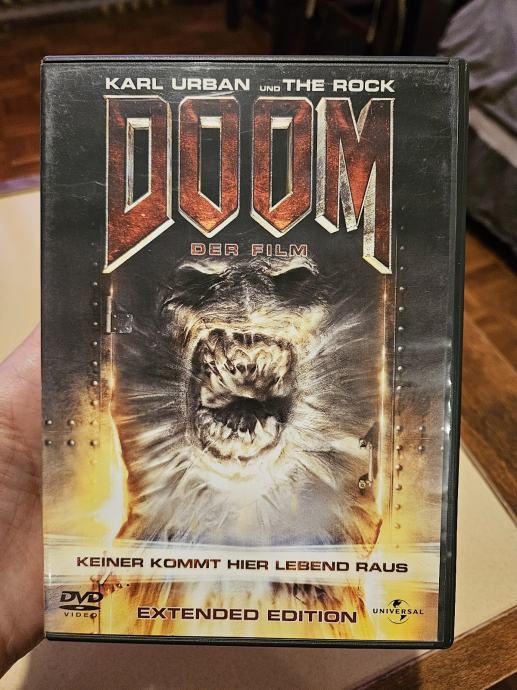 KARL URBAN UND THE ROCK
DOOM
DER FILM
KEINER KOMMT HIER LEBEND RAUS
DVD
VIDEO
EXTENDED EDITION
UNIVERSAL